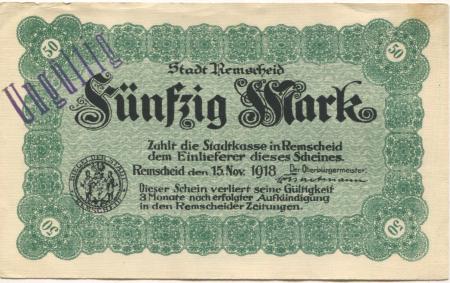 50
50
Ungültig
Stadt Remscheid
Fünfzig Mark
Zahlt die Stadtkasse in Remscheid
dem Einlieferer dieses Scheines.
Remscheid den 15. Nov. 1918 Der Oberbürgermeister:
Dieser Schein verliert seine Gültigkeit
3 Monate nach erfolgter Aufkündigung
in den Remscheider Zeitungen.
50
50